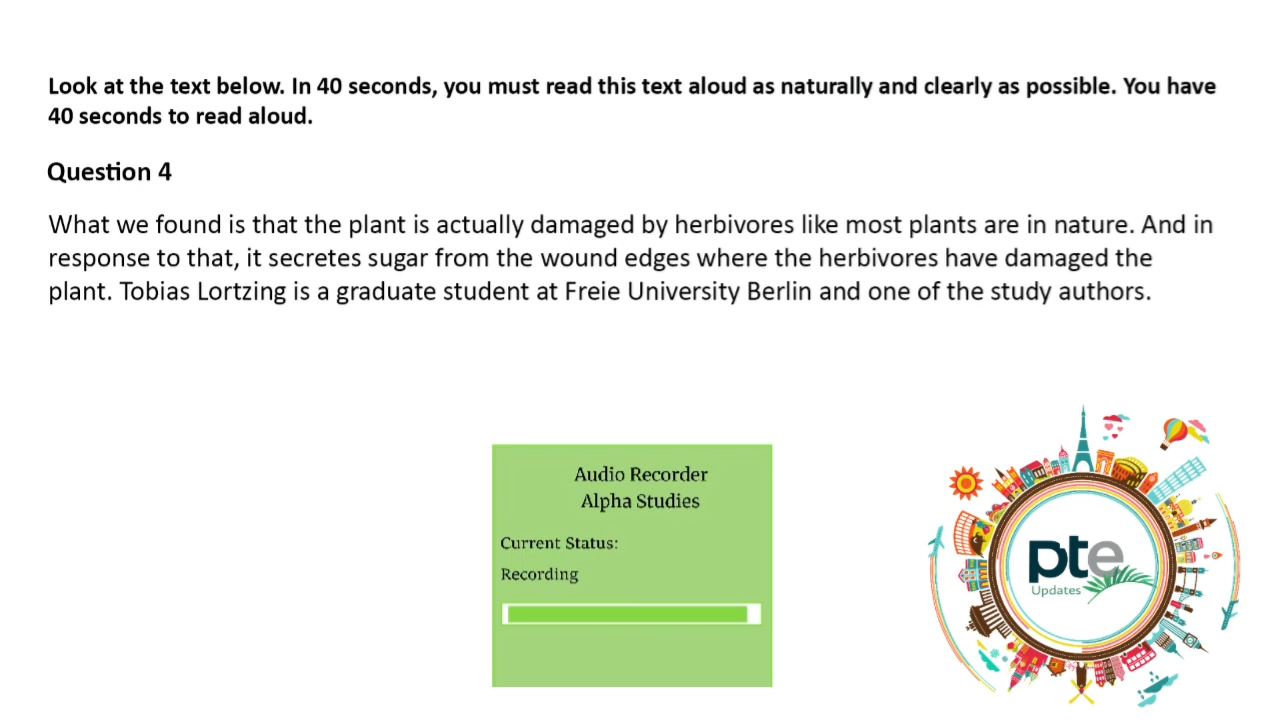 Look at the text below. In 40 seconds, you must read this text aloud as naturally and clearly as possible. You have
40 seconds to read aloud.
Question 4
What we found is that the plant is actually damaged by herbivores like most plants are in nature. And in
response to that, it secretes sugar from the wound edges where the herbivores have damaged the
plant. Tobias Lortzing is a graduate student at Freie University Berlin and one of the study authors.
Audio Recorder
Alpha Studies
Current Status:
Recording
pte
Updates